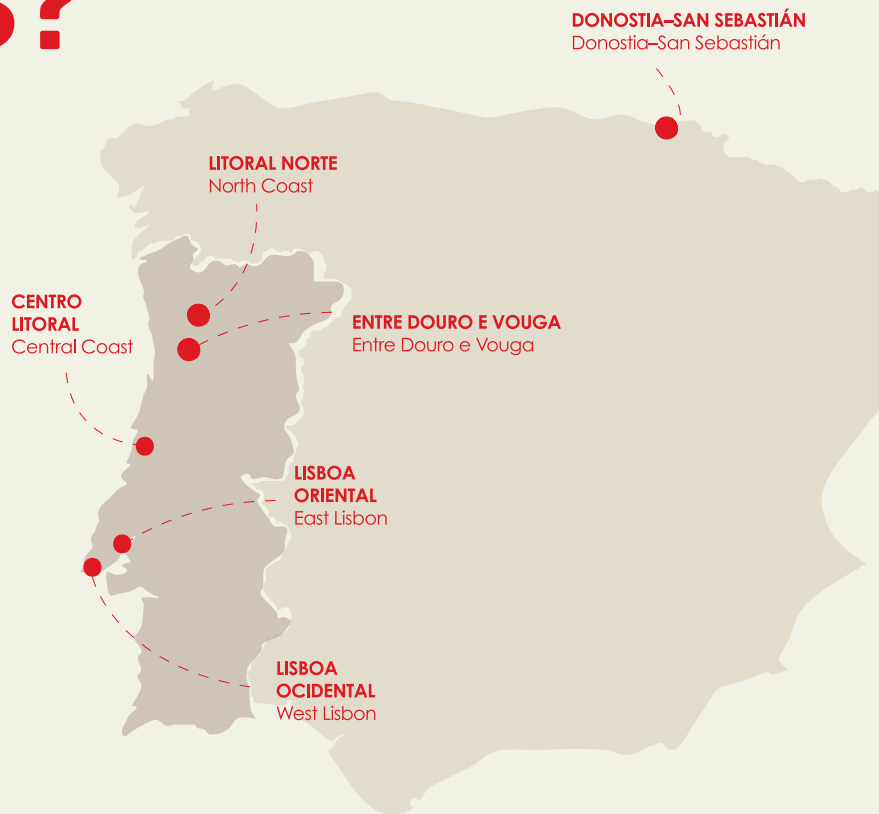 ?
DONOSTIA–SAN SEBASTIÁN
Donostia–San Sebastián
LITORAL NORTE
North Coast
CENTRO
LITORAL
Central Coast
ENTRE DOURO E VOUGA
Entre Douro e Vouga
LISBOA
ORIENTAL
East Lisbon
LISBOA
OCIDENTAL
West Lisbon